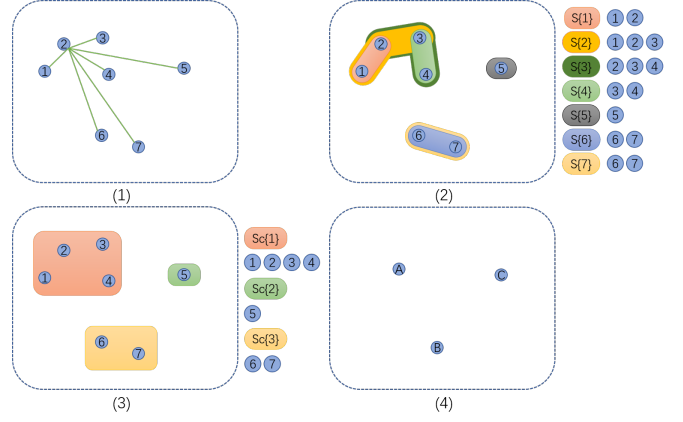 2 3
1 4 5
6
7
(1)
2 3
1 4 5
6
7
(2)
S{1} 1 2
S{2} 1 2 3
S{3} 2 3 4
S{4} 3 4
S{5} 5
S{6} 6 7
S{7} 6 7
2 3
1 4 5
6
7
(3)
Sc{1}
1 2 3 4
Sc{2}
5
Sc{3}
6 7
A C
B
(4)